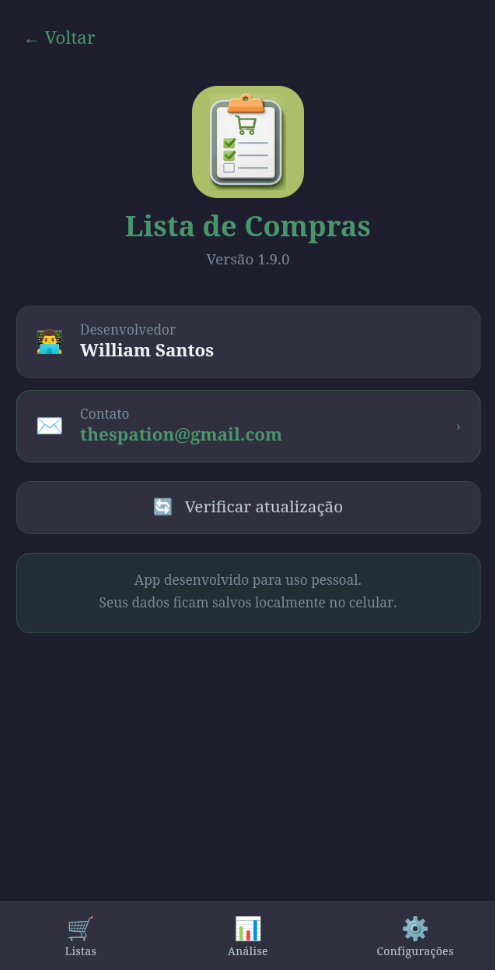 ← Voltar
Lista de Compras
Versão 1.9.0
Desenvolvedor
William Santos
Contato
thespation@gmail.com
›
Verificar atualização
App desenvolvido para uso pessoal.
Seus dados ficam salvos localmente no celular.
Listas
Análise
Configurações